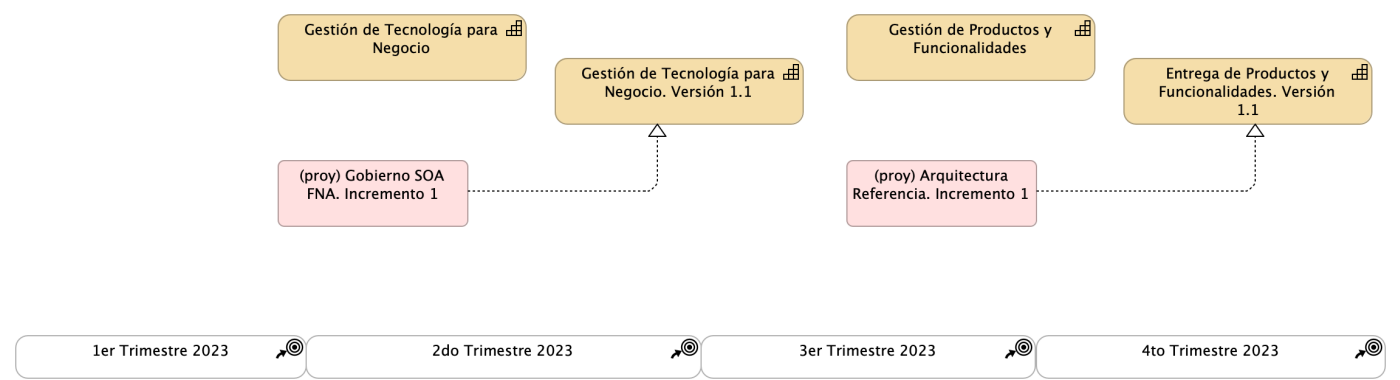 Gestión de Tecnología para
Negocio
Gestión de Tecnología para
Negocio. Versión 1.1
Gestión de Productos y
Funcionalidades
Entrega de Productos y
Funcionalidades. Versión
1.1
(proy) Gobierno SOA
FNA. Incremento 1
(proy) Arquitectura
Referencia. Incremento 1
1er Trimestre 2023
2do Trimestre 2023
3er Trimestre 2023
4to Trimestre 2023